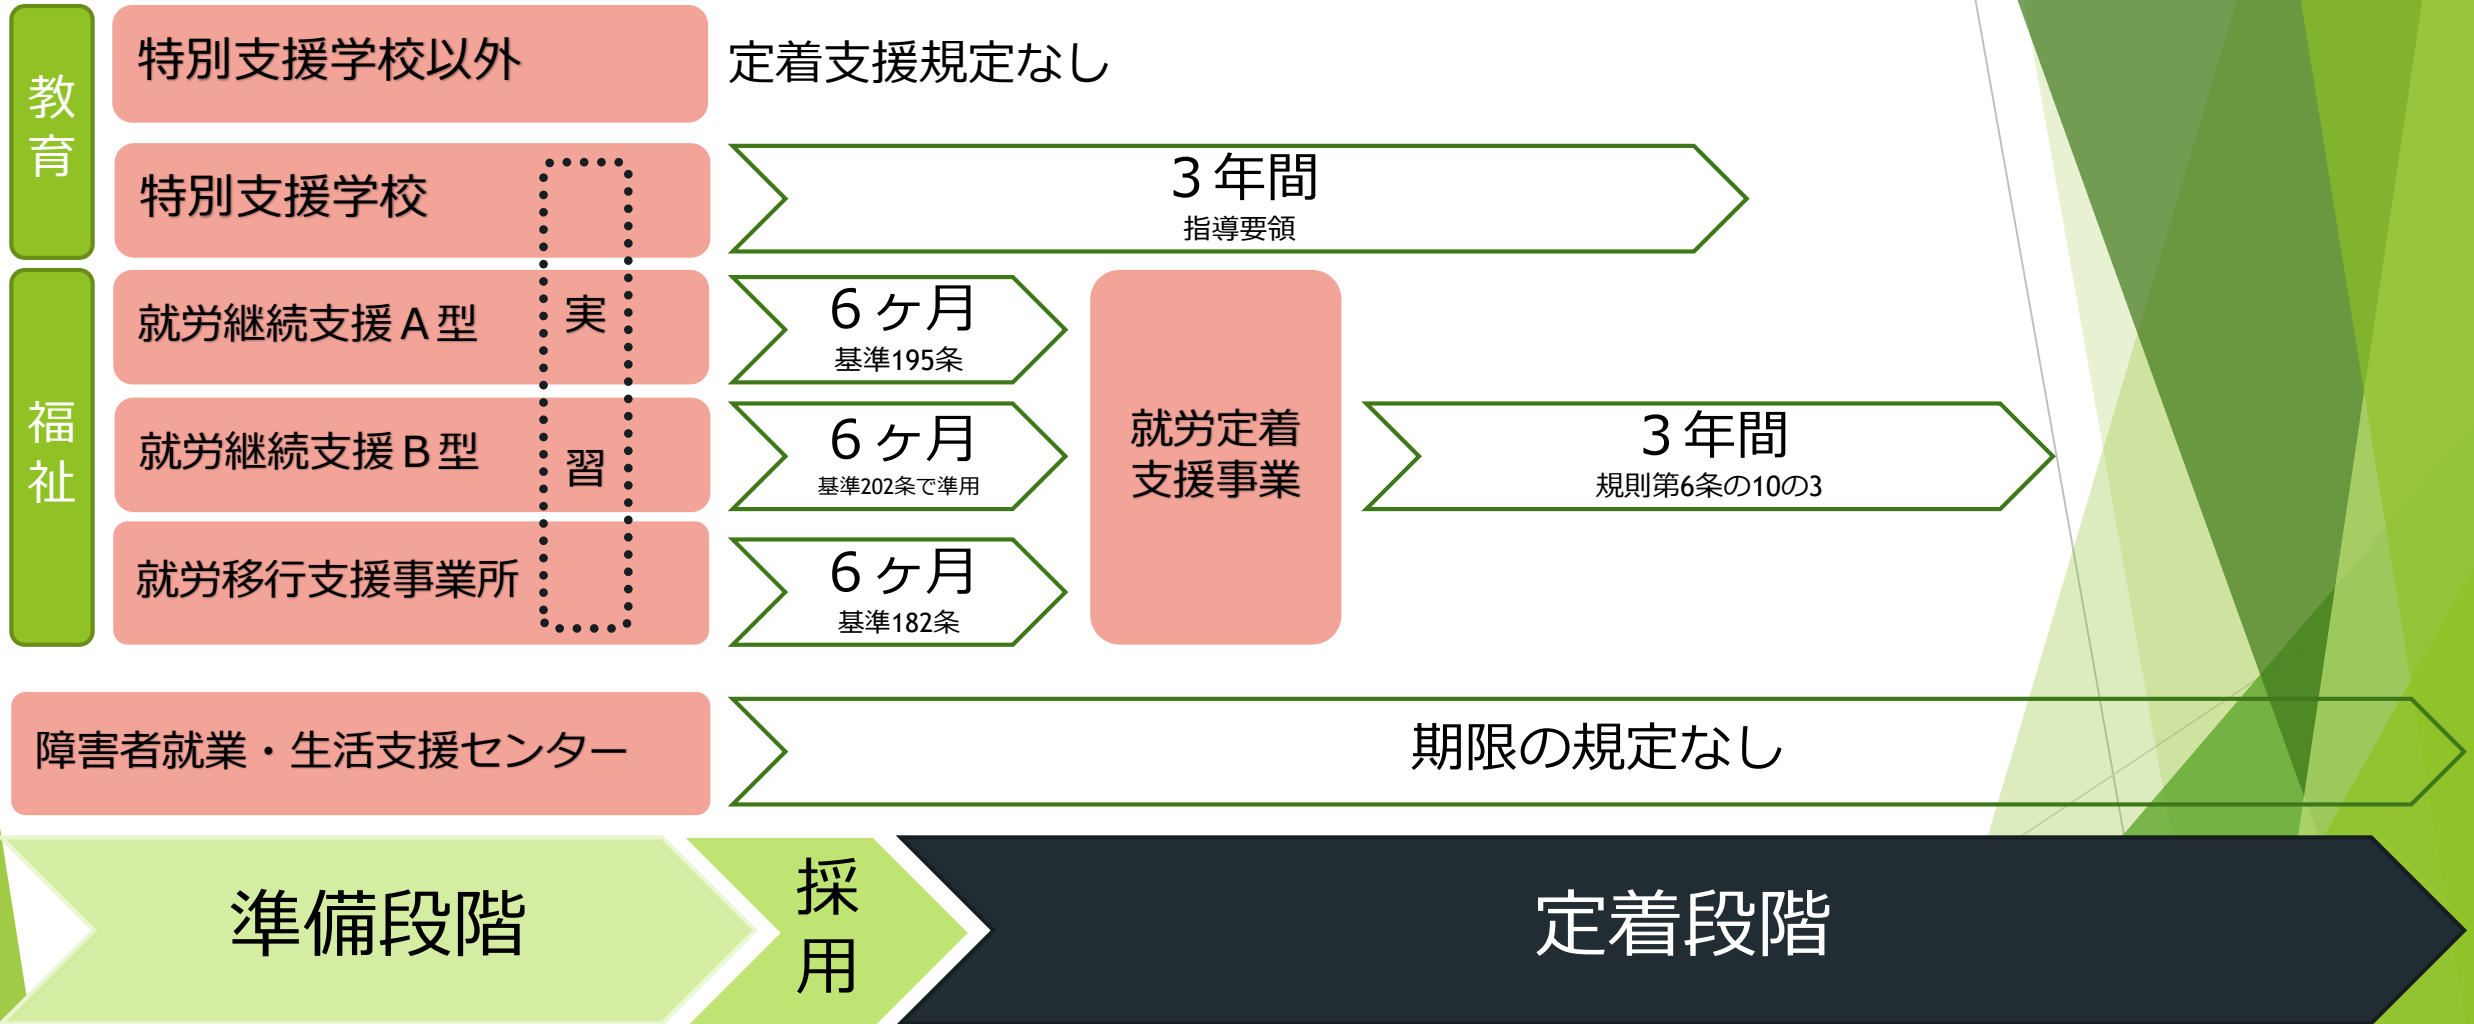 教育
特別支援学校以外
定着支援規定なし
特別支援学校
３年間
指導要領
福祉
実習
就労継続支援Ａ型
６ヶ月
基準195条
就労継続支援Ｂ型
６ヶ月
基準202条で準用
就労移行支援事業所
６ヶ月
基準182条
就労定着
支援事業
３年間
規則第6条の10の3
障害者就業・生活支援センター
期限の規定なし
準備段階
採用
定着段階